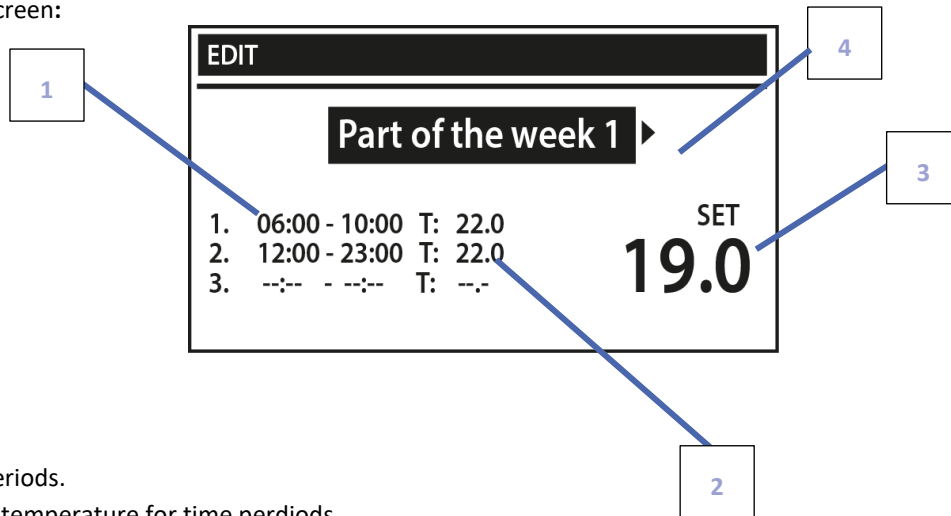 creen:
EDIT
4
1
Part of the week 1
3
SET
1. 06:00 - 10:00 T: 22.0
19.0
2. 12:00 - 23:00 T: 22.0
3. --:-- - --:-- T: --.-
eriods.
2
temperature for time perdiods